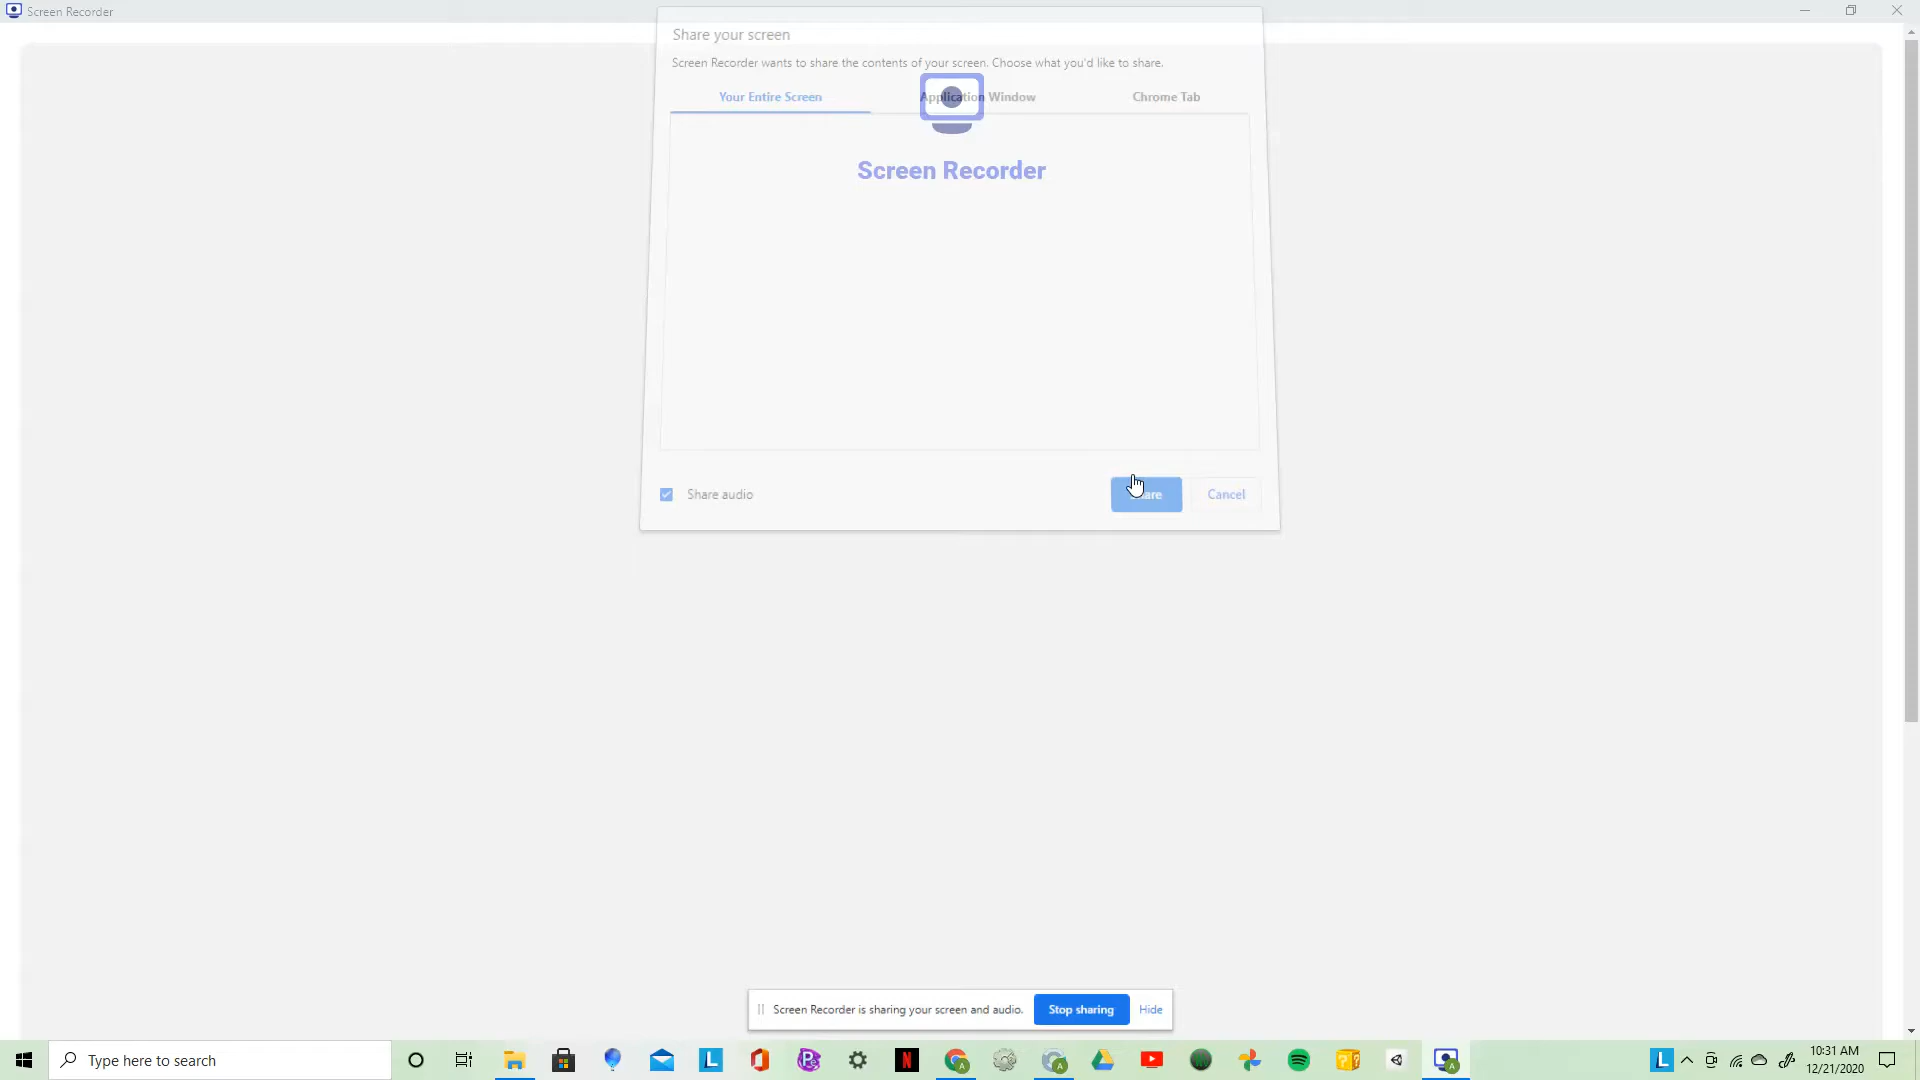 Screen Recorder
Share your screen
Screen Recorder wants to share the contents of your screen. Choose what you'd like to share.
Your Entire Screen
Application Window
Chrome Tab
Screen Recorder
Share audio
Share
Cancel
Screen Recorder is sharing your screen and audio.
Stop sharing
Hide
Type here to search
10:31 AM
12/21/2020